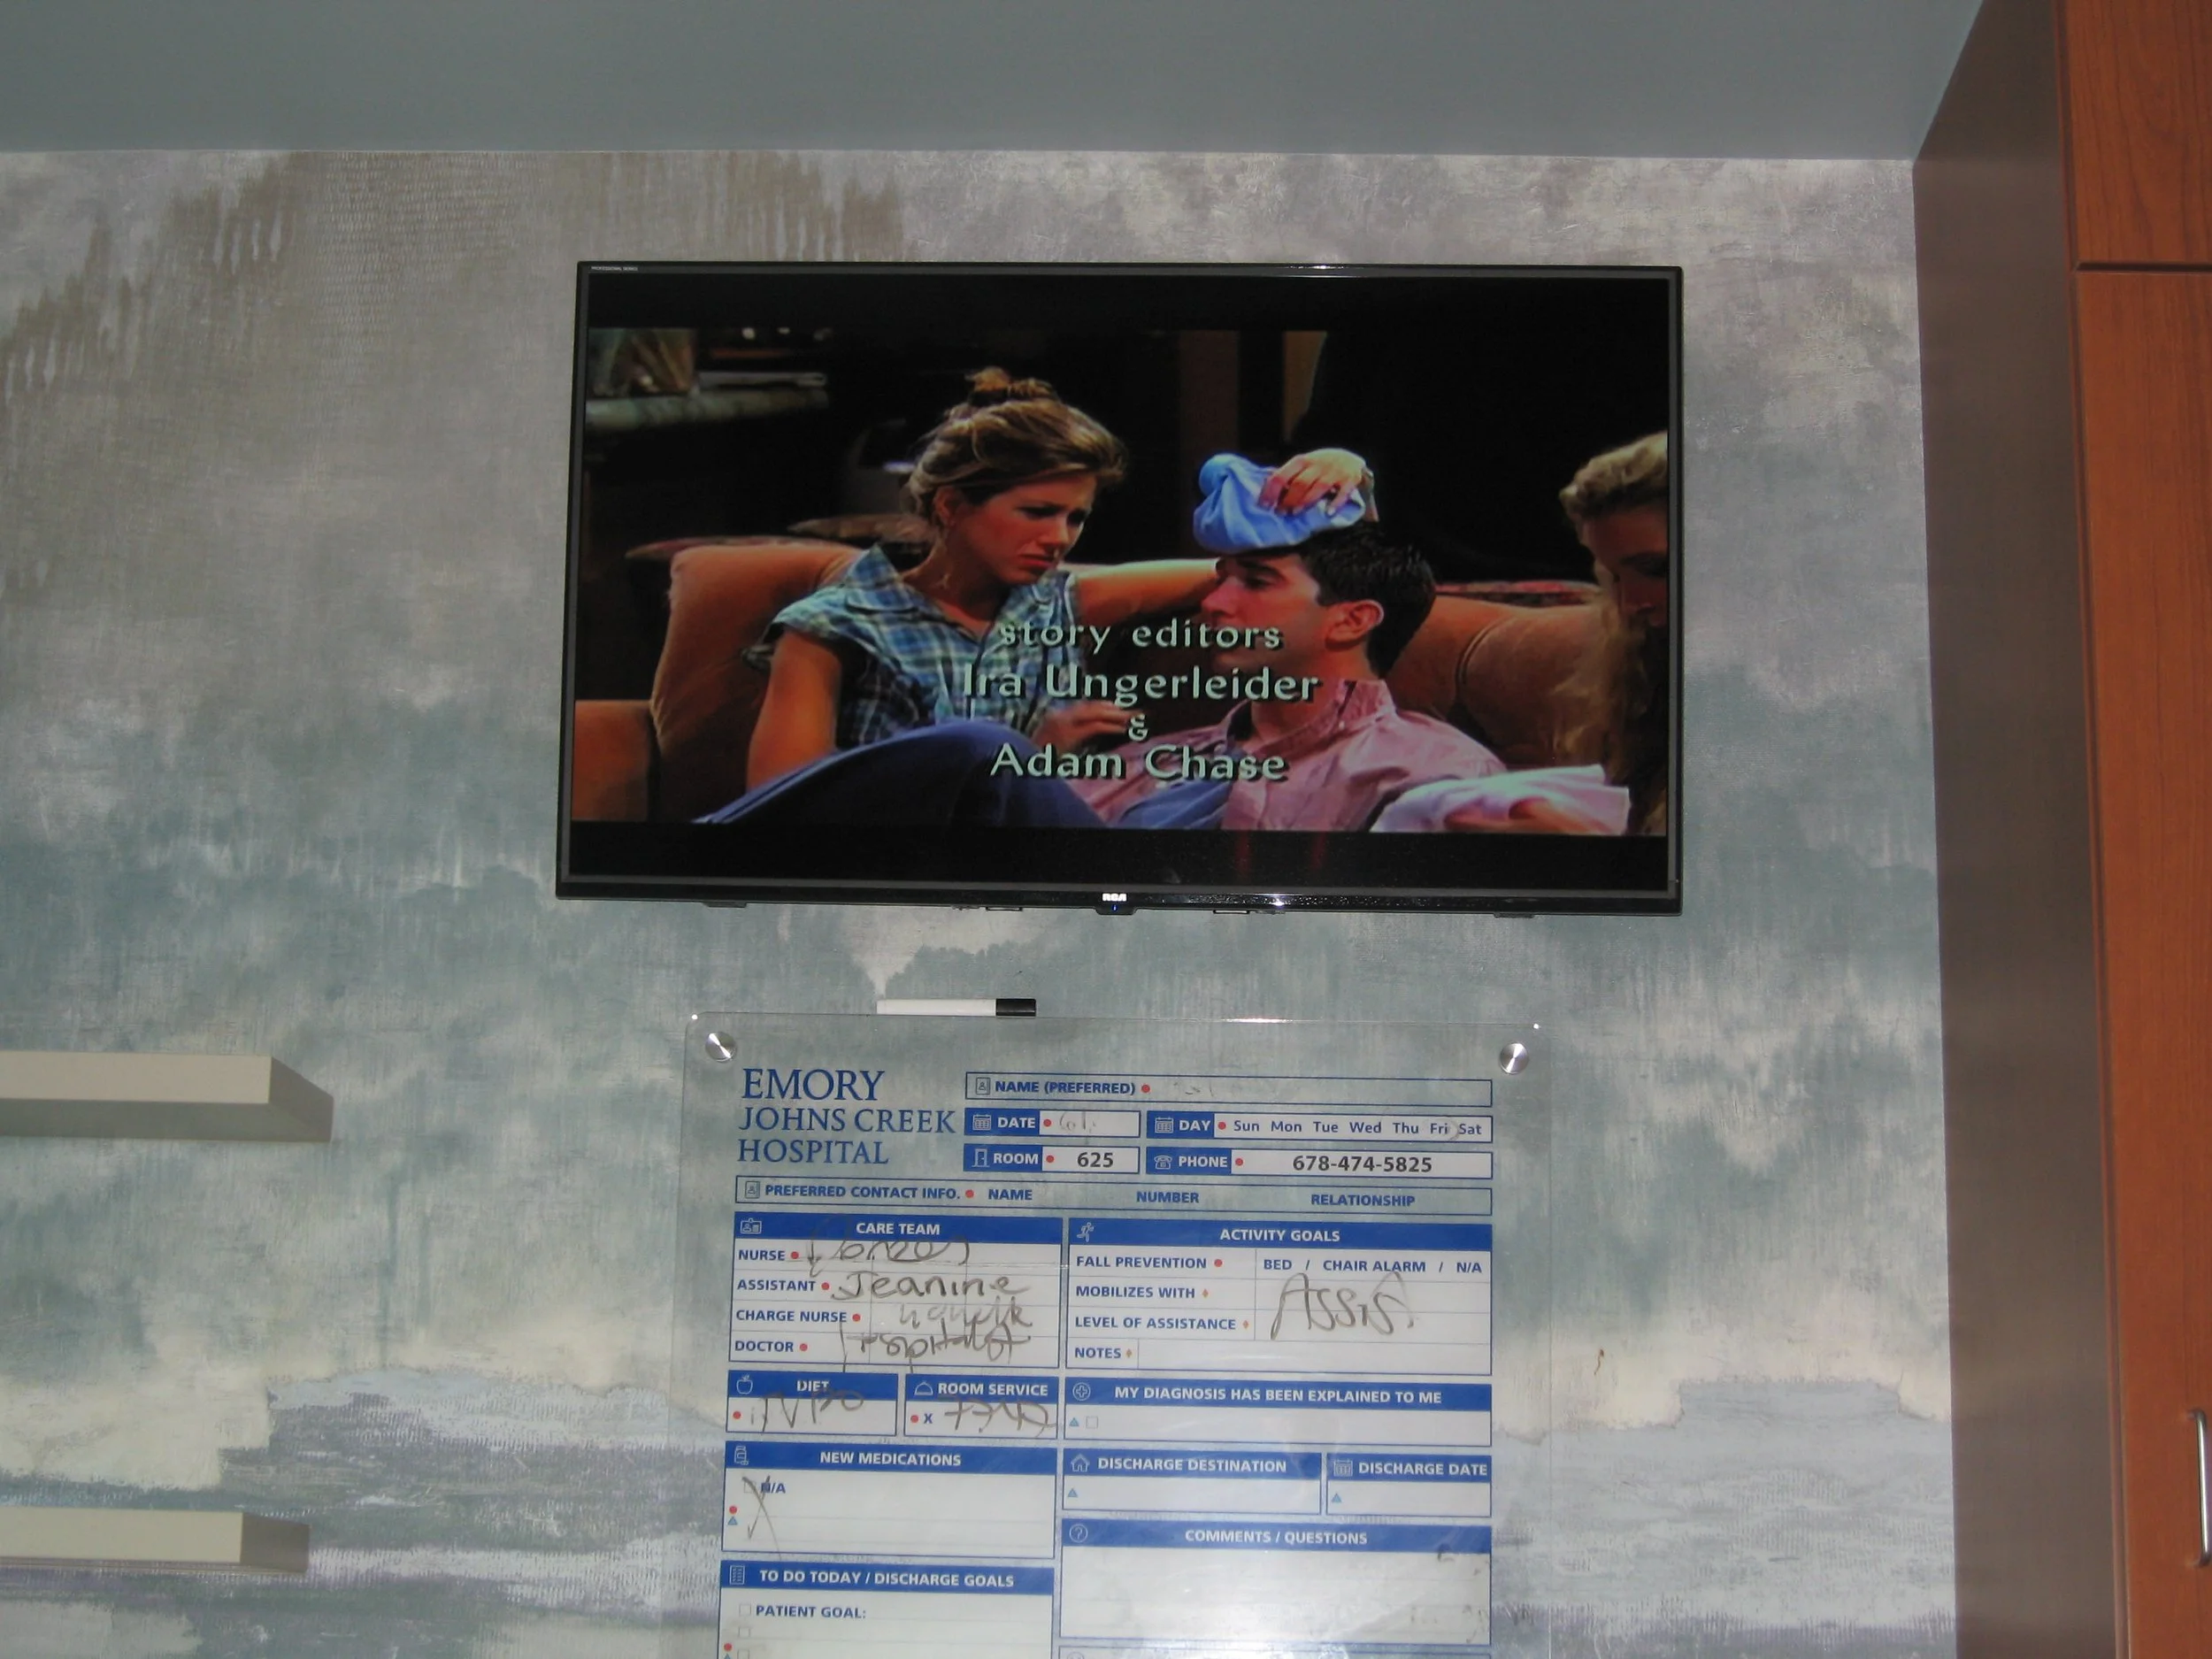 PROFESSIONAL SERIES
story editors
Ira Ungerleider
&
Adam Chase
RCA
EMORY
JOHNS CREEK
HOSPITAL
NAME (PREFERRED)
DATE
DAY Sun Mon Tue Wed Thu Fri Sat
ROOM 625
PHONE 678-474-5825
PREFERRED CONTACT INFO. NAME NUMBER RELATIONSHIP
CARE TEAM
NURSE
ASSISTANT Jeanine
CHARGE NURSE
DOCTOR
ACTIVITY GOALS
FALL PREVENTION BED / CHAIR ALARM / N/A
MOBILIZES WITH
LEVEL OF ASSISTANCE
NOTES
DIET
NPO
ROOM SERVICE
X
MY DIAGNOSIS HAS BEEN EXPLAINED TO ME
NEW MEDICATIONS
N/A
DISCHARGE DESTINATION
DISCHARGE DATE
COMMENTS / QUESTIONS
TO DO TODAY / DISCHARGE GOALS
PATIENT GOAL: